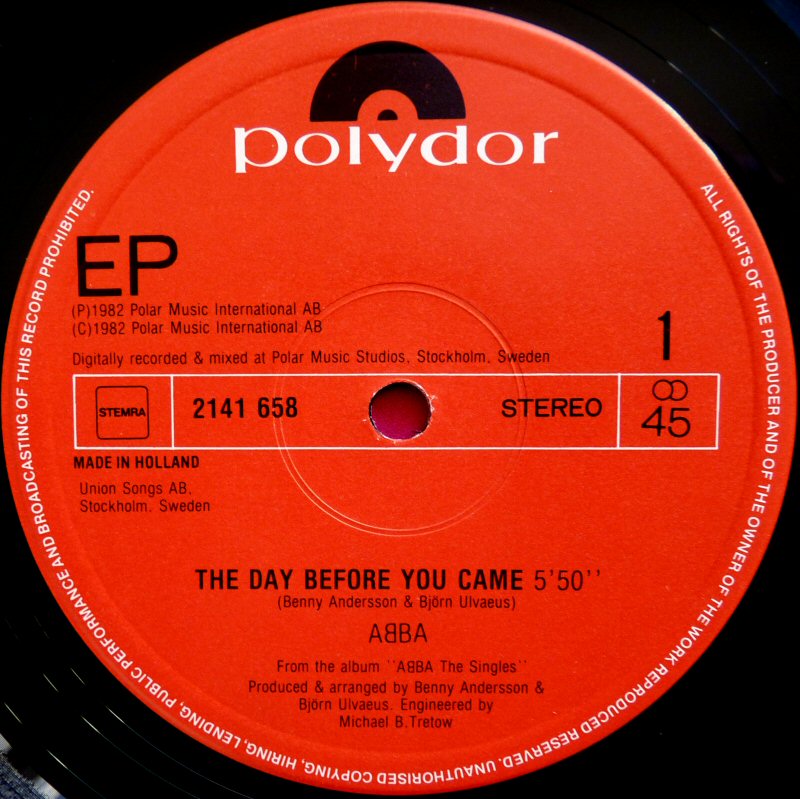 polydor
EP
(P)1982 Polar Music International AB
(C)1982 Polar Music International AB
1
Digitally recorded & mixed at Polar Music Studios, Stockholm, Sweden
STEMRA
2141 658
STEREO
45
MADE IN HOLLAND
Union Songs AB,
Stockholm, Sweden
THE DAY BEFORE YOU CAME 5'50''
(Benny Andersson & Björn Ulvaeus)
AᗺBA
From the album ''AᗺBA The Singles''
Produced & arranged by Benny Andersson &
Björn Ulvaeus. Engineered by
Michael B.Tretow
ALL RIGHTS OF THE PRODUCER AND OF THE OWNER OF THE WORK REPRODUCED RESERVED. UNAUTHORISED COPYING, HIRING, LENDING, PUBLIC PERFORMANCE AND BROADCASTING OF THIS RECORD PROHIBITED.